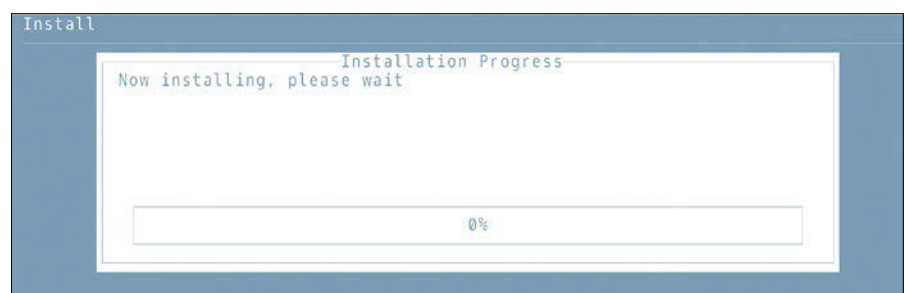 Install
Installation Progress
Now installing, please wait
0%